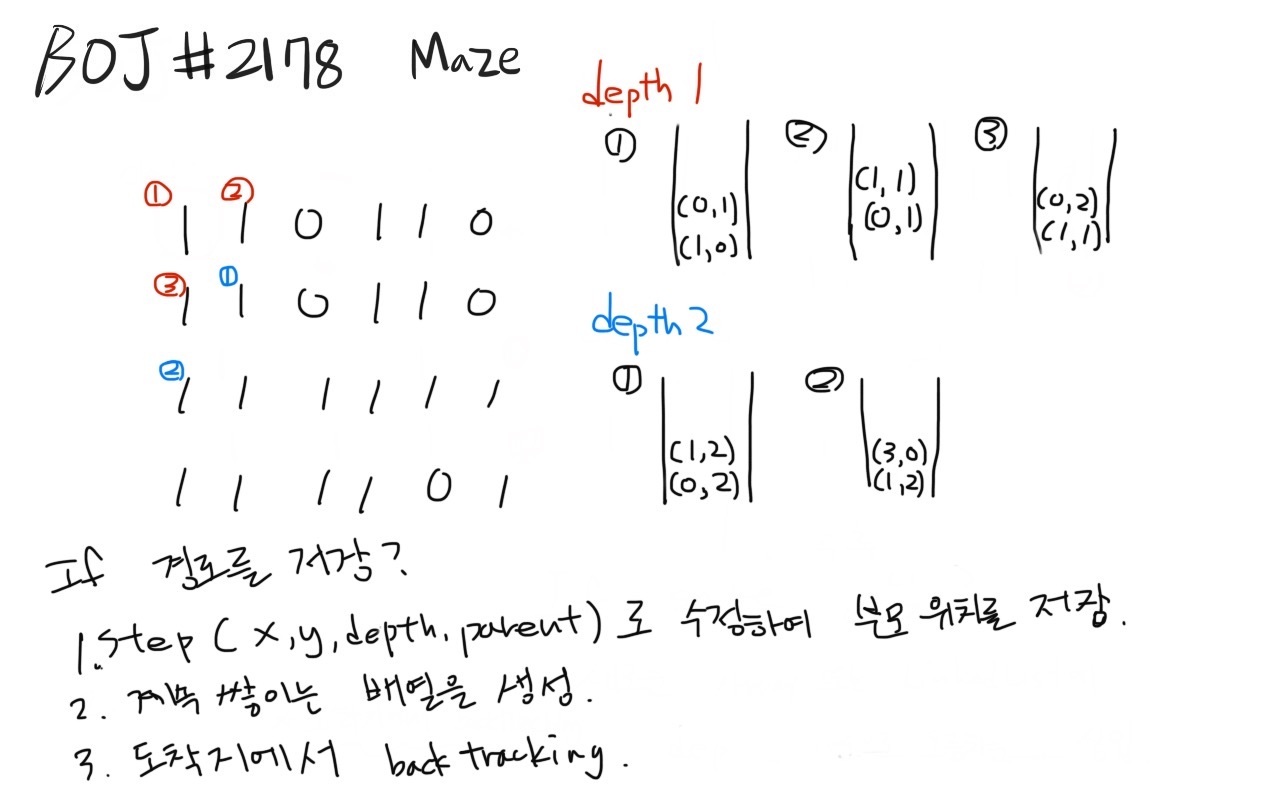 BOJ #2178 Maze
depth 1
① ② ③
(0,1) (1,1) (0,2)
(1,0) (0,1) (1,1)
① ②
1 1 0 1 1 0
③ ①
1 1 0 1 1 0
②
1 1 1 1 1 1
1 1 1 1 0 1
depth 2
① ②
(1,2) (3,0)
(0,2) (1,2)
If 경로를 저장?
1. Step (x,y,depth,parent)로 수정하여 부모 위치를 저장.
2. 계속 쌓이는 배열을 생성.
3. 도착지에서 back tracking.